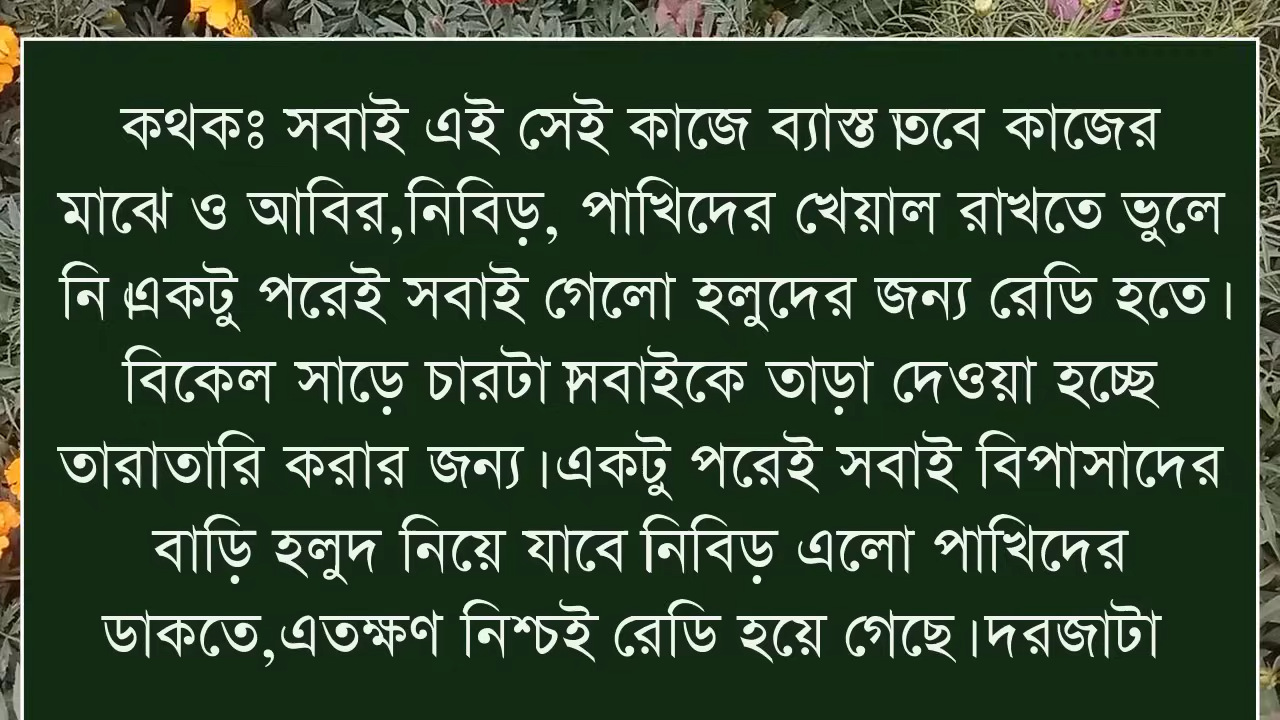 কথকঃ সবাই এই সেই কাজে ব্যাস্ত।তবে কাজের
মাঝে ও আবির,নিবিড়, পাখিদের খেয়াল রাখতে ভুলে
নি।একটু পরেই সবাই গেলো হলুদের জন্য রেডি হতে।
বিকেল সাড়ে চারটা।সবাইকে তাড়া দেওয়া হচ্ছে
তারাতারি করার জন্য।একটু পরেই সবাই বিপাসাদের
বাড়ি হলুদ নিয়ে যাবে।নিবিড় এলো পাখিদের
ডাকতে,এতক্ষণ নিশ্চই রেডি হয়ে গেছে।দরজাটা